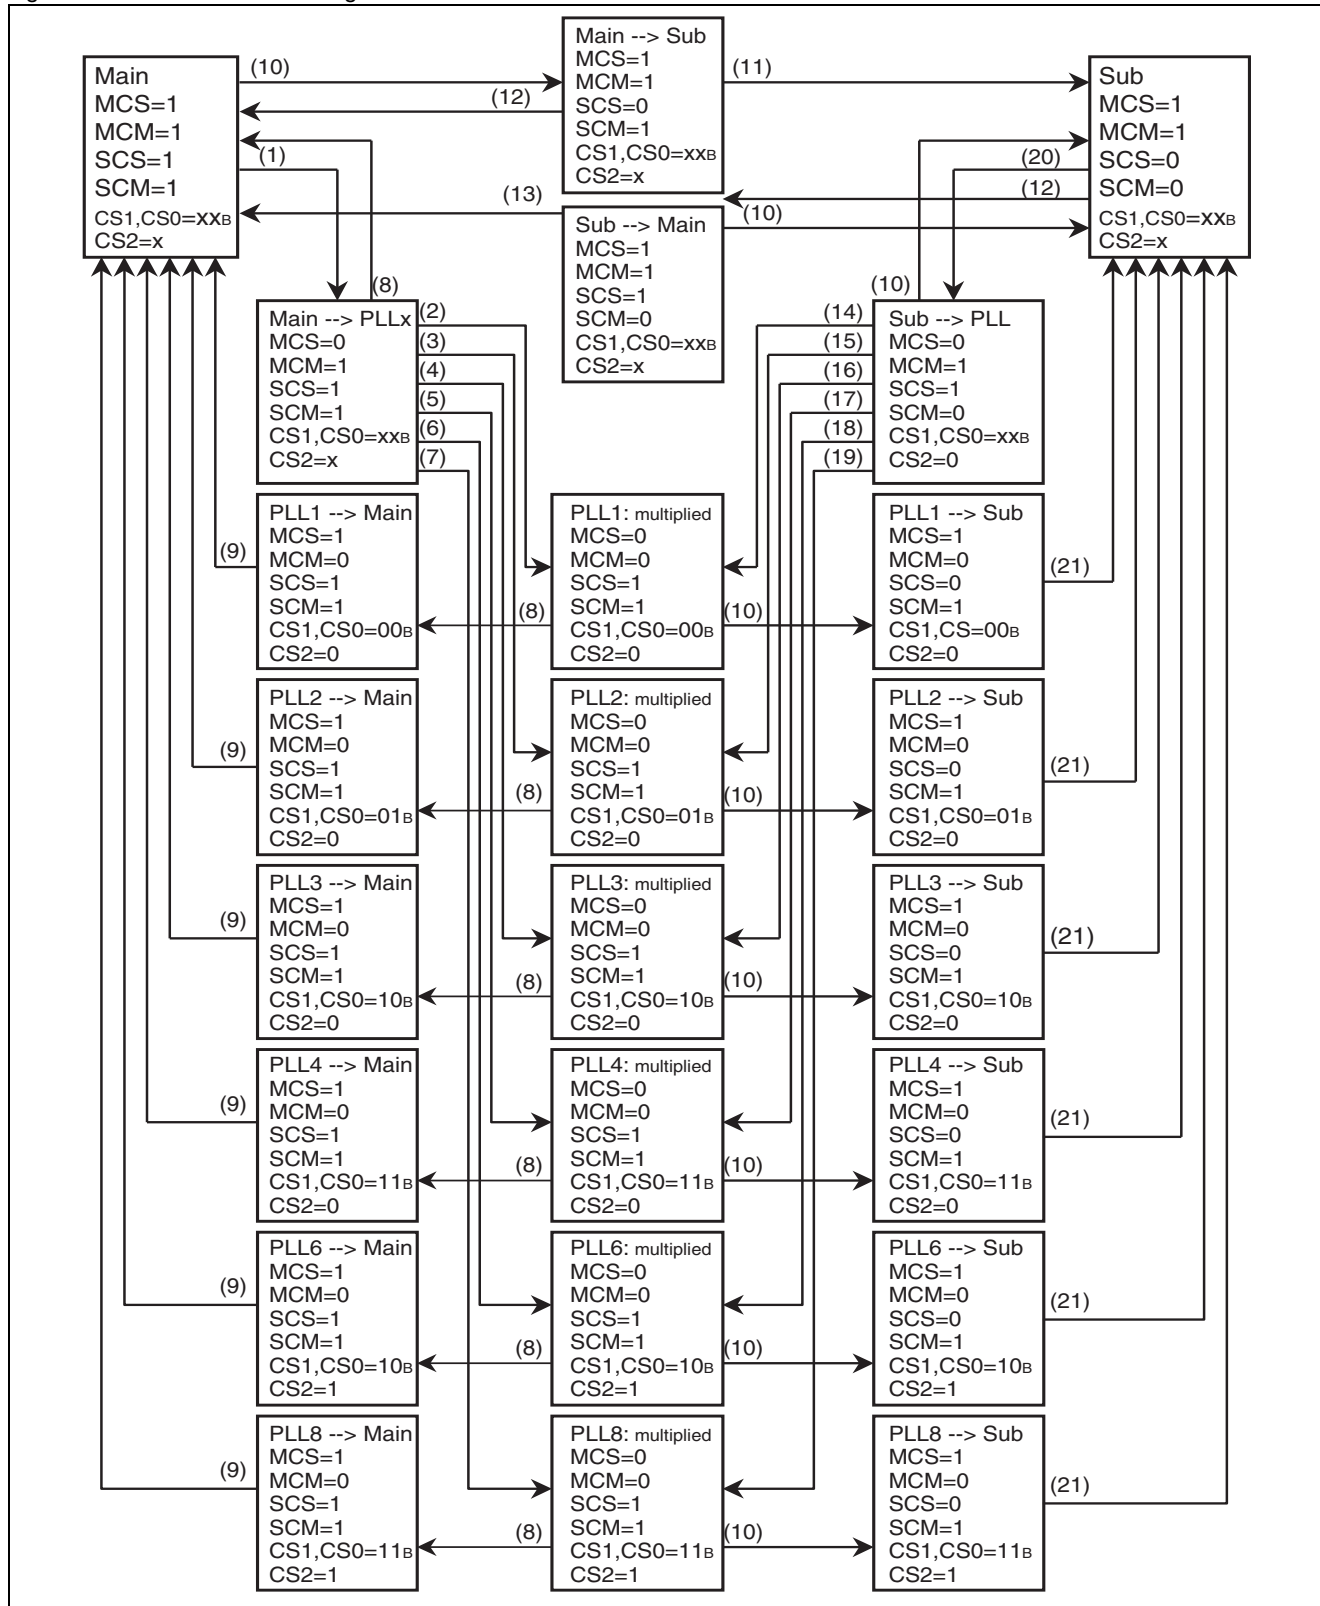 Main
MCS=1
MCM=1
SCS=1
SCM=1
CS1,CS0=xxB
CS2=x
(10)
(12)
(1)
(13)
(8)
Main --> Sub
MCS=1
MCM=1
SCS=0
SCM=1
CS1,CS0=xxB
CS2=x
(11)
Sub --> Main
MCS=1
MCM=1
SCS=1
SCM=0
CS1,CS0=xxB
CS2=x
(20)
(12)
(10)
(10)
Sub
MCS=1
MCM=1
SCS=0
SCM=0
CS1,CS0=xxB
CS2=x
Main --> PLLx
MCS=0
MCM=1
SCS=1
SCM=1
CS1,CS0=xxB
CS2=x
(2)
(3)
(4)
(5)
(6)
(7)
(14)
(15)
(16)
(17)
(18)
(19)
Sub --> PLL
MCS=0
MCM=1
SCS=1
SCM=0
CS1,CS0=xxB
CS2=0
(9)
PLL1 --> Main
MCS=1
MCM=0
SCS=1
SCM=1
CS1,CS0=00B
CS2=0
(8)
PLL1: multiplied
MCS=0
MCM=0
SCS=1
SCM=1
CS1,CS0=00B
CS2=0
(10)
PLL1 --> Sub
MCS=1
MCM=0
SCS=0
SCM=1
CS1,CS=00B
CS2=0
(21)
(9)
PLL2 --> Main
MCS=1
MCM=0
SCS=1
SCM=1
CS1,CS0=01B
CS2=0
(8)
PLL2: multiplied
MCS=0
MCM=0
SCS=1
SCM=1
CS1,CS0=01B
CS2=0
(10)
PLL2 --> Sub
MCS=1
MCM=0
SCS=0
SCM=1
CS1,CS0=01B
CS2=0
(21)
(9)
PLL3 --> Main
MCS=1
MCM=0
SCS=1
SCM=1
CS1,CS0=10B
CS2=0
(8)
PLL3: multiplied
MCS=0
MCM=0
SCS=1
SCM=1
CS1,CS0=10B
CS2=0
(10)
PLL3 --> Sub
MCS=1
MCM=0
SCS=0
SCM=1
CS1,CS0=10B
CS2=0
(21)
(9)
PLL4 --> Main
MCS=1
MCM=0
SCS=1
SCM=1
CS1,CS0=11B
CS2=0
(8)
PLL4: multiplied
MCS=0
MCM=0
SCS=1
SCM=1
CS1,CS0=11B
CS2=0
(10)
PLL4 --> Sub
MCS=1
MCM=0
SCS=0
SCM=1
CS1,CS0=11B
CS2=0
(21)
(9)
PLL6 --> Main
MCS=1
MCM=0
SCS=1
SCM=1
CS1,CS0=10B
CS2=1
(8)
PLL6: multiplied
MCS=0
MCM=0
SCS=1
SCM=1
CS1,CS0=10B
CS2=1
(10)
PLL6 --> Sub
MCS=1
MCM=0
SCS=0
SCM=1
CS1,CS0=10B
CS2=1
(21)
(9)
PLL8 --> Main
MCS=1
MCM=0
SCS=1
SCM=1
CS1,CS0=11B
CS2=1
(8)
PLL8: multiplied
MCS=0
MCM=0
SCS=1
SCM=1
CS1,CS0=11B
CS2=1
(10)
PLL8 --> Sub
MCS=1
MCM=0
SCS=0
SCM=1
CS1,CS0=11B
CS2=1
(21)